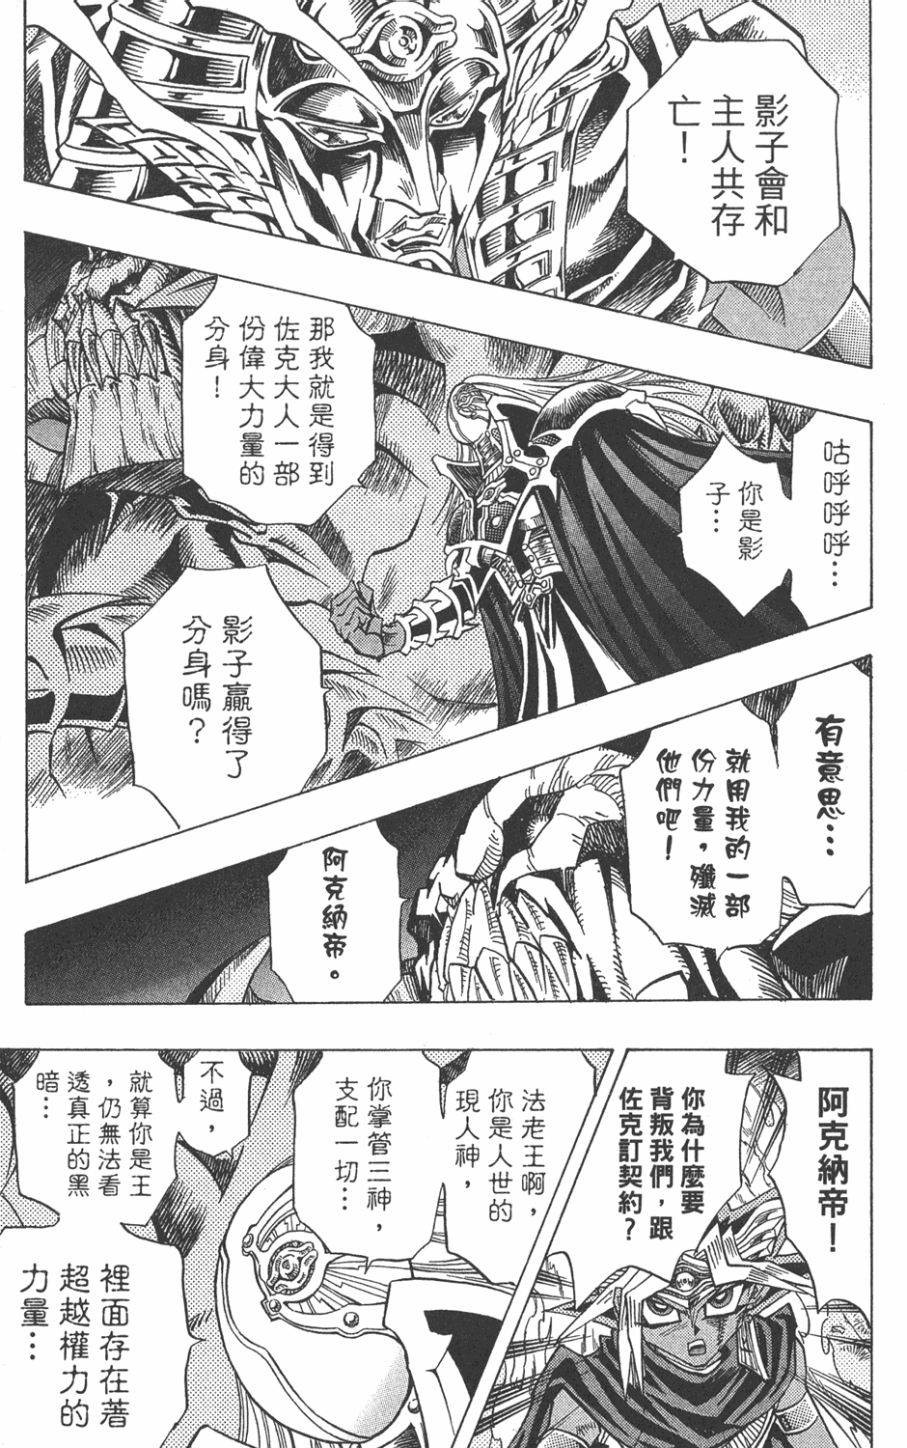 影子會和
主人共存
亡！
咕呼呼呼…
你是影
子…
那我就是得到
佐克大人一部
份偉大力量的
分身！
影子贏得了
分身嗎？
有意思…
就用我的一部
份力量，殲滅
他們吧！
阿克納帝。
阿克納帝！
你為什麼要
背叛我們，跟
佐克訂契約？
法老王啊，
你是人世的
現人神，
你掌管三神，
支配一切…
不過，
就算你是王
，仍無法看
透真正的黑
暗…
裡面存在著
超越權力的
力量…